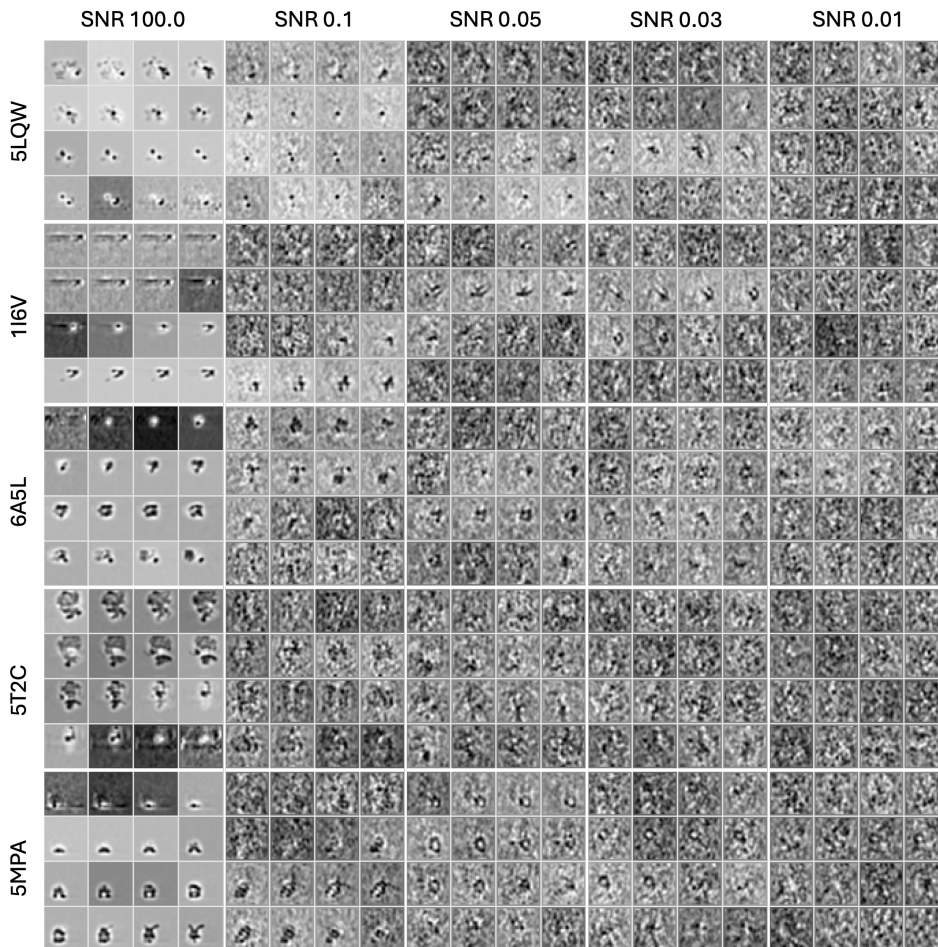 SNR 100.0 SNR 0.1 SNR 0.05 SNR 0.03 SNR 0.01
5LQW
1I6V
6A5L
5T2C
5MPA